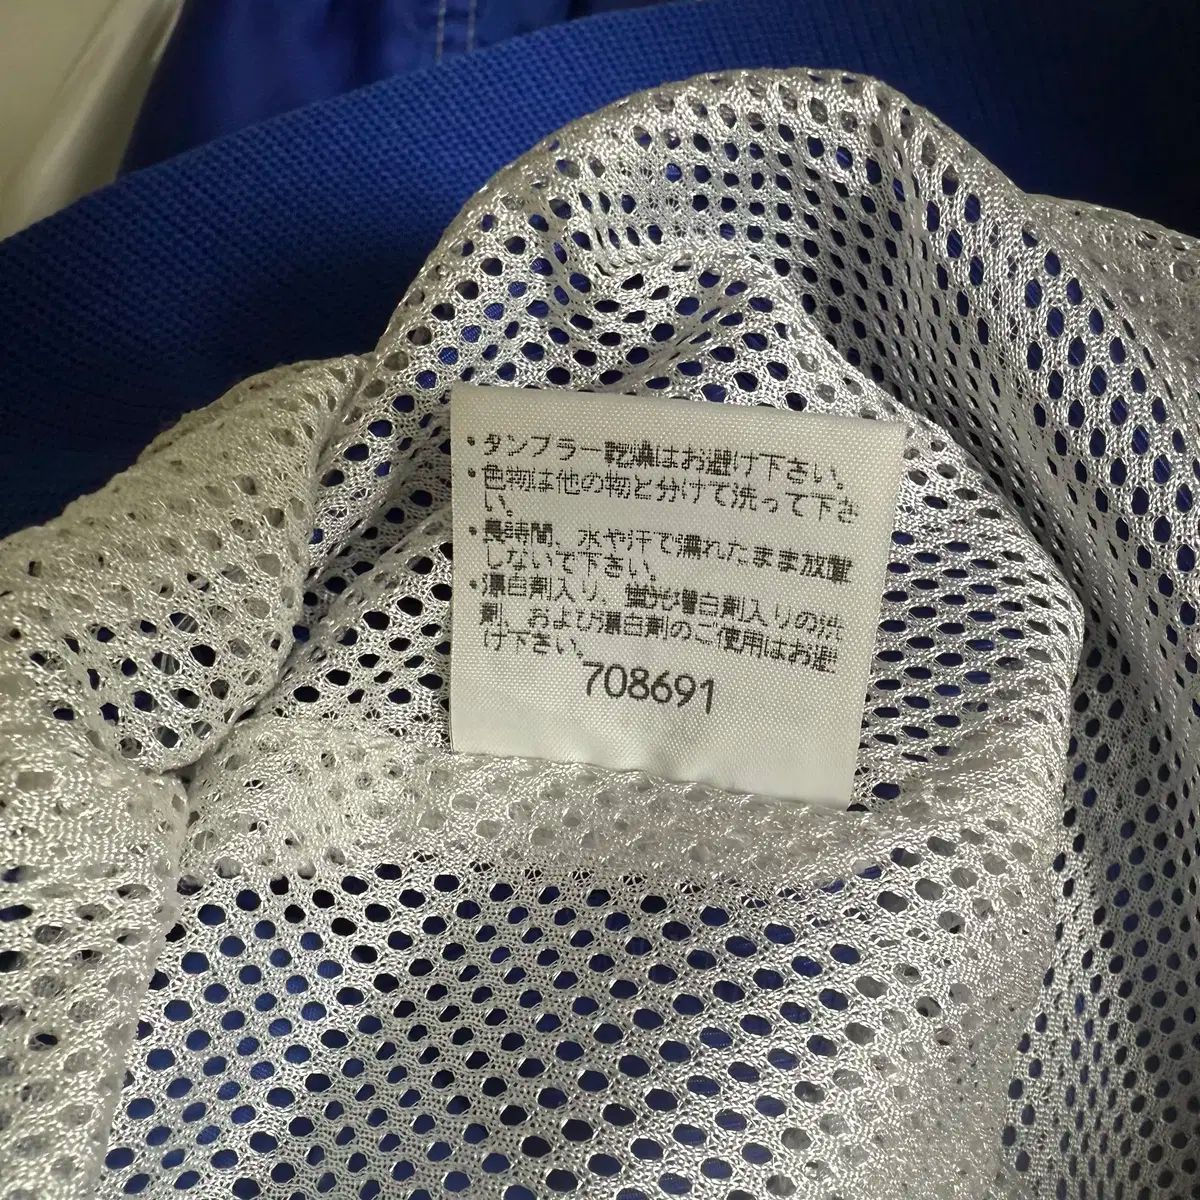 ・タンブラー乾燥はお避け下さい。
・色物は他の物と分けて洗って下さ
い。
・長時間、水や汗で濡れたまま放置
しないで下さい。
・漂白剤入り、蛍光増白剤入りの洗
剤、および漂白剤のご使用はお避
け下さい。
708691